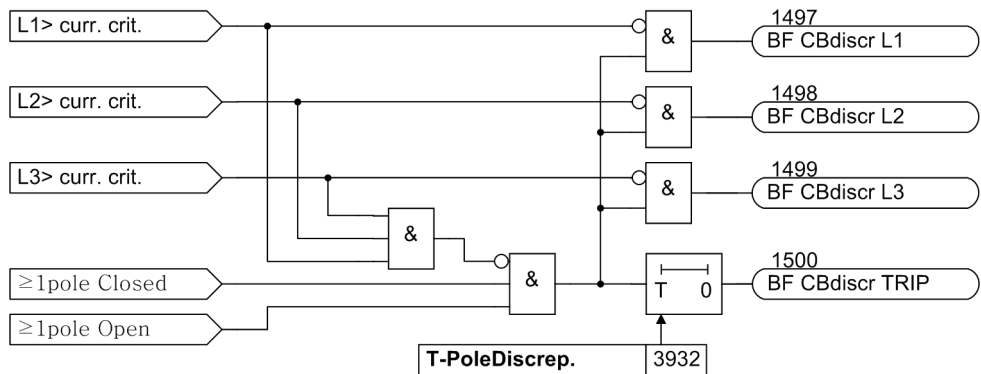 L1> curr. crit.
&
1497
BF CBdiscr L1
L2> curr. crit.
&
1498
BF CBdiscr L2
L3> curr. crit.
&
1499
BF CBdiscr L3
&
≥1pole Closed
&
T 0
1500
BF CBdiscr TRIP
≥1pole Open
T-PoleDiscrep. 3932